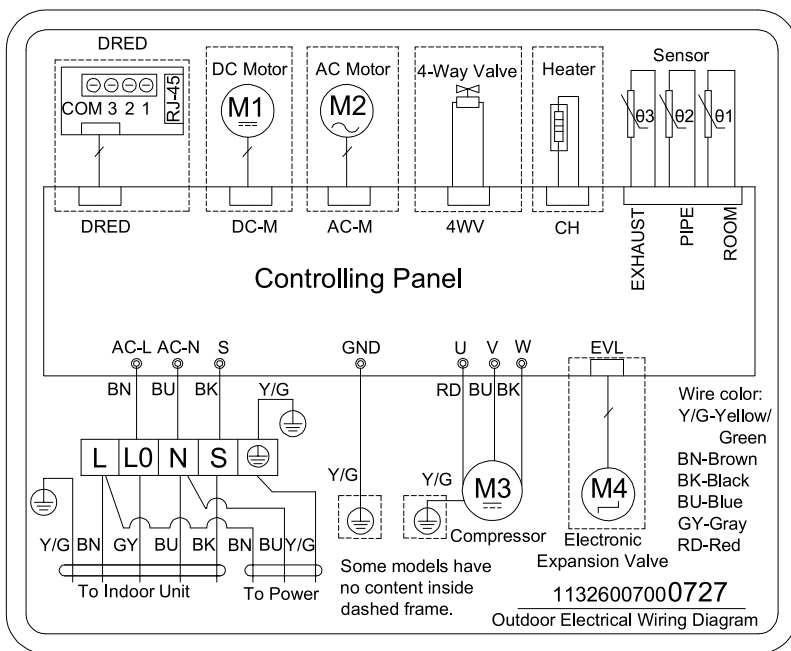 DRED
DC Motor
AC Motor
4-Way Valve
Heater
Sensor
COM 3 2 1
RJ-45
M1
M2
θ3
θ2
θ1
DRED
DC-M
AC-M
4WV
CH
EXHAUST
PIPE
ROOM
Controlling Panel
AC-L AC-N S
GND
U V W
EVL
BN BU BK Y/G
RD BU BK
L L0 N S
Y/G
Y/G
M3
Compressor
M4
Electronic
Expansion Valve
Wire color:
Y/G-Yellow/
Green
BN-Brown
BK-Black
BU-Blue
GY-Gray
RD-Red
Y/G BN GY BU BK BN BU Y/G
To Indoor Unit
To Power
Some models have
no content inside
dashed frame.
11326007000727
Outdoor Electrical Wiring Diagram